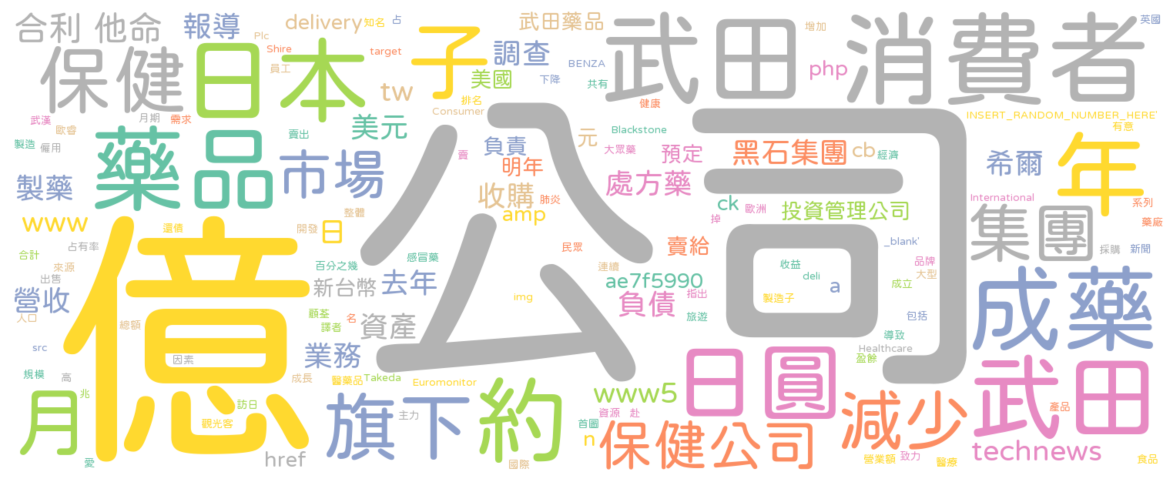 合利 他命
報導
delivery
知名
占
武田藥品
增加
英國
Plc
子
調查
武田
消費者
保健
日本
Shire
target
員工
美國
BENZA
下降
共有
php
tw
排名
Consumer
健康
INSERT_RANDOM_NUMBER_HERE
武漢
歐睿
月期
需求
賣出
美元
負責
元
Blackstone
大眾藥
預定
黑石集團
cb
經濟
有意
年
製造
僱用
藥品
市場
賣
明年
希爾
製藥
收購
肺炎
處方藥
ck
歐洲
掉
International
系列
www
amp
整體
投資管理公司
集團
藥廠
還債
開發
日
民眾
賣給
_blank'
採購
新聞
占有率
合計
來源
出售
感冒藥
百分之幾
連續
收益
品牌
大型
億
公司
新台幣
去年
ae7f5990
deli
a
成立
成藥
營收
人口
顧荃
譯者
img
負債
指出
旅遊
製造子
包括
總額
名
資產
導致
src
因素
業務
Healthcare
盈餘
規模
高
兆
成長
醫藥品
Takeda
Euromonitor
www5
日圓
武田
月
訪日
觀光客
旗下
主力
約
資源
赴
首圖
n
保健公司
減少
產品
technews
愛
href
國際
營業額
致力
醫療
食品